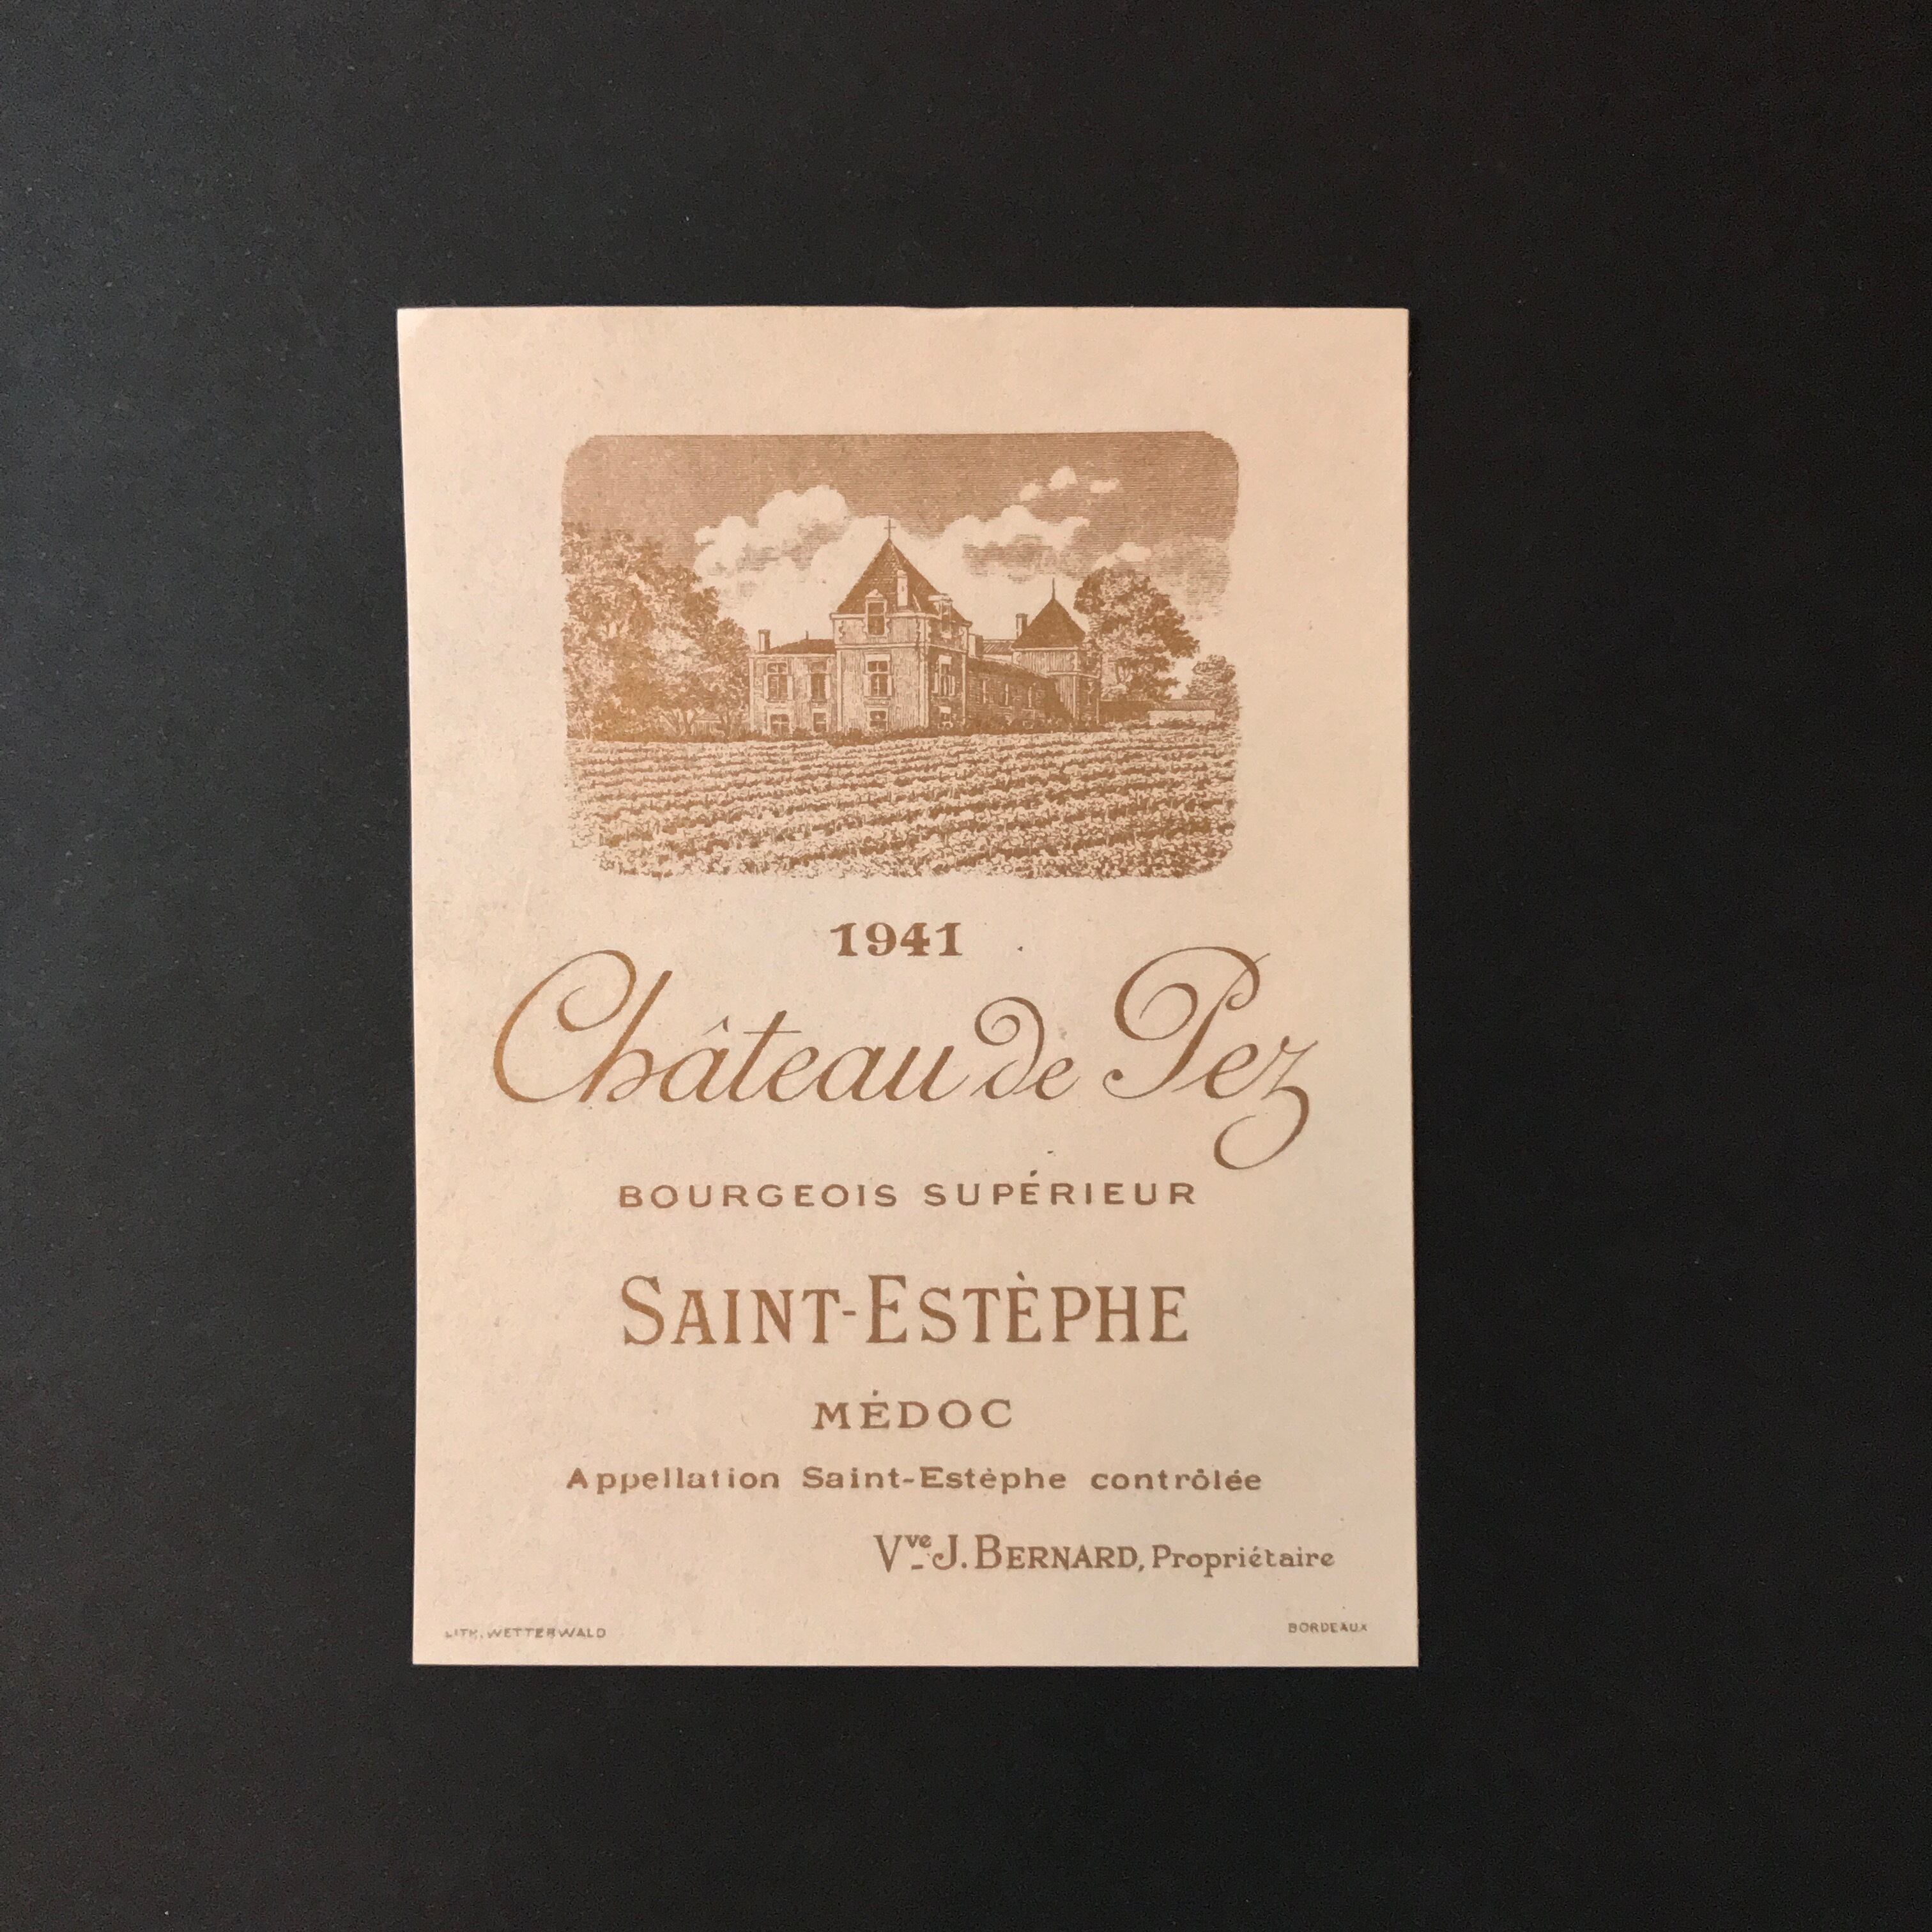 1941
Château de Pez
BOURGEOIS SUPÉRIEUR
SAINT-ESTÈPHE
MÉDOC
Appellation Saint-Estèphe contrôlée
Vve J. BERNARD, Propriétaire
LITH. WETTERWALD
BORDEAUX